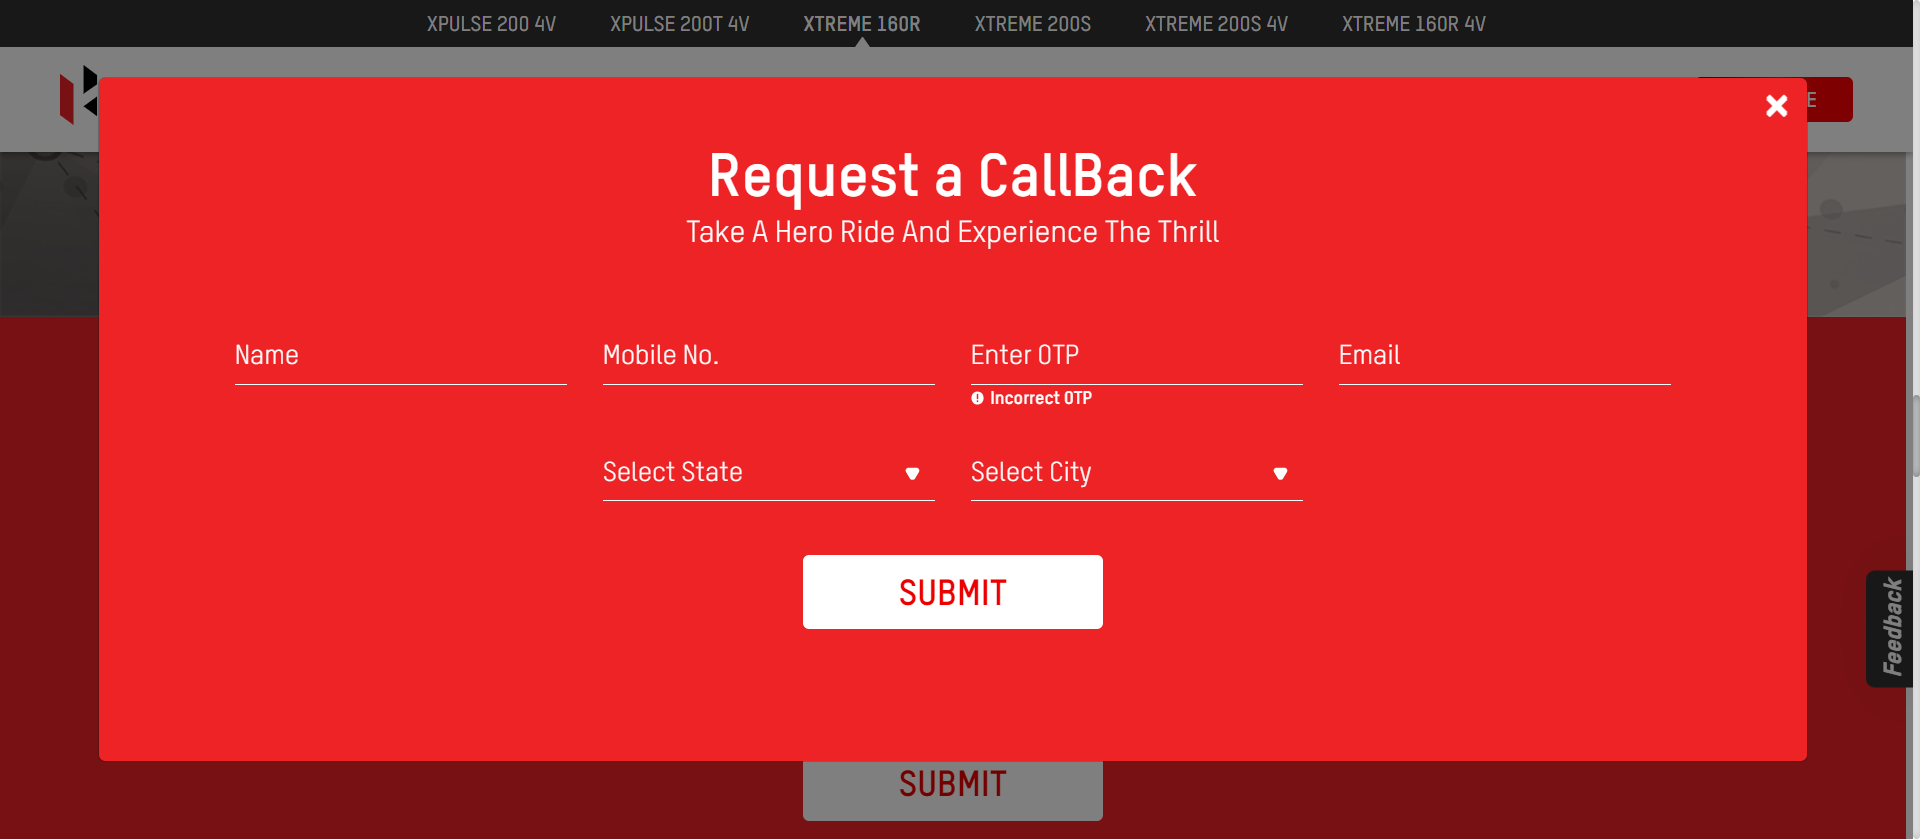 XPULSE 200 4V XPULSE 200T 4V XTREME 160R XTREME 200S XTREME 200S 4V XTREME 160R 4V
E
Request a CallBack
Take A Hero Ride And Experience The Thrill
Name Mobile No. Enter OTP Email
Incorrect OTP
Select State Select City
SUBMIT
Feedback
SUBMIT